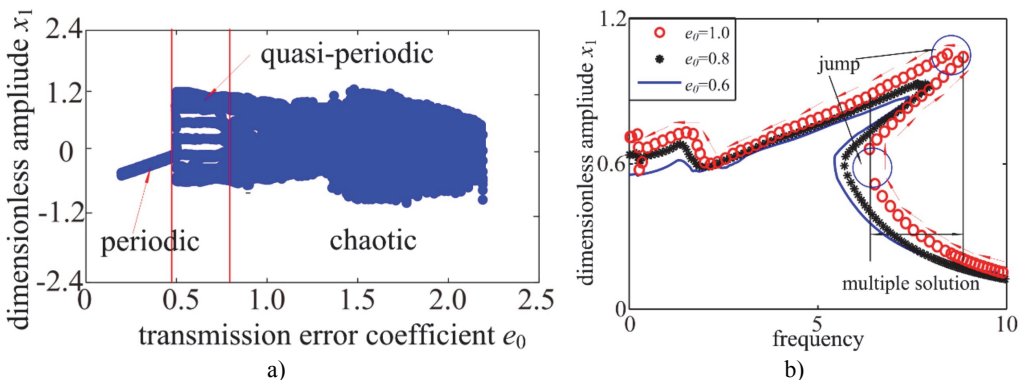 a)
2.4
1.2
0
-1.2
-2.4
dimensionless ampliude x1
quasi-periodic
periodic
chaotic
0 0.5 1.0 1.5 2.0 2.5
transmission error coefficient e0
a)
b)
1.2
0.6
0
dimensionless amplitude x1
e0=1.0
e0=0.8
e0=0.6
jump
multiple solution
0 5 10
frequency
b)